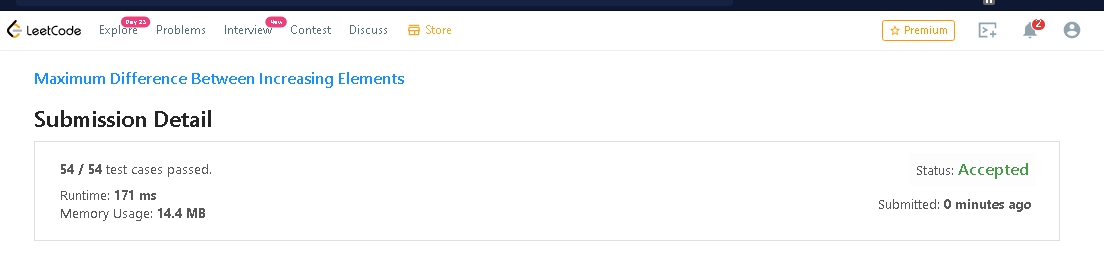 Day 23 New 2
LeetCode Explore Problems Interview Contest Discuss Store Premium
Maximum Difference Between Increasing Elements
Submission Detail
54 / 54 test cases passed. Status: Accepted
Runtime: 171 ms
Memory Usage: 14.4 MB Submitted: 0 minutes ago